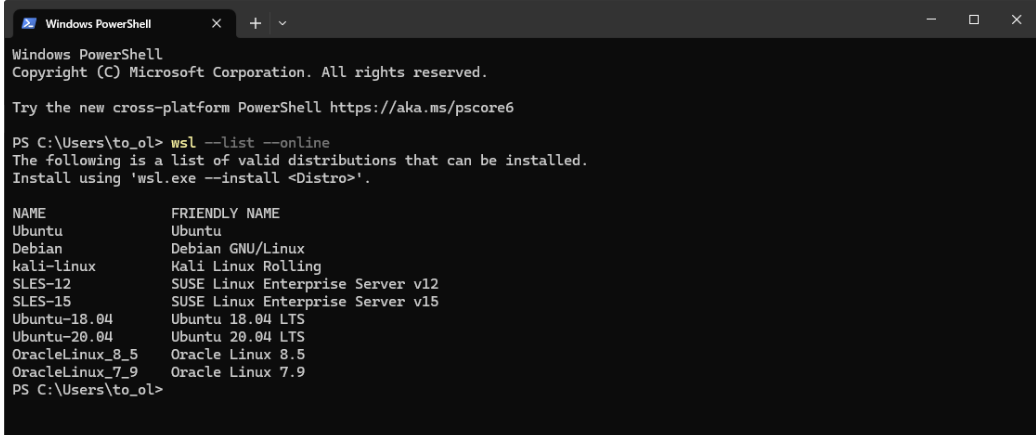 Windows PowerShell
Windows PowerShell
Copyright (C) Microsoft Corporation. All rights reserved.
Try the new cross-platform PowerShell https://aka.ms/pscore6
PS C:\Users\to_ol> wsl --list --online
The following is a list of valid distributions that can be installed.
Install using 'wsl.exe --install <Distro>'.
NAME FRIENDLY NAME
Ubuntu Ubuntu
Debian Debian GNU/Linux
kali-linux Kali Linux Rolling
SLES-12 SUSE Linux Enterprise Server v12
SLES-15 SUSE Linux Enterprise Server v15
Ubuntu-18.04 Ubuntu 18.04 LTS
Ubuntu-20.04 Ubuntu 20.04 LTS
OracleLinux_8_5 Oracle Linux 8.5
OracleLinux_7_9 Oracle Linux 7.9
PS C:\Users\to_ol>